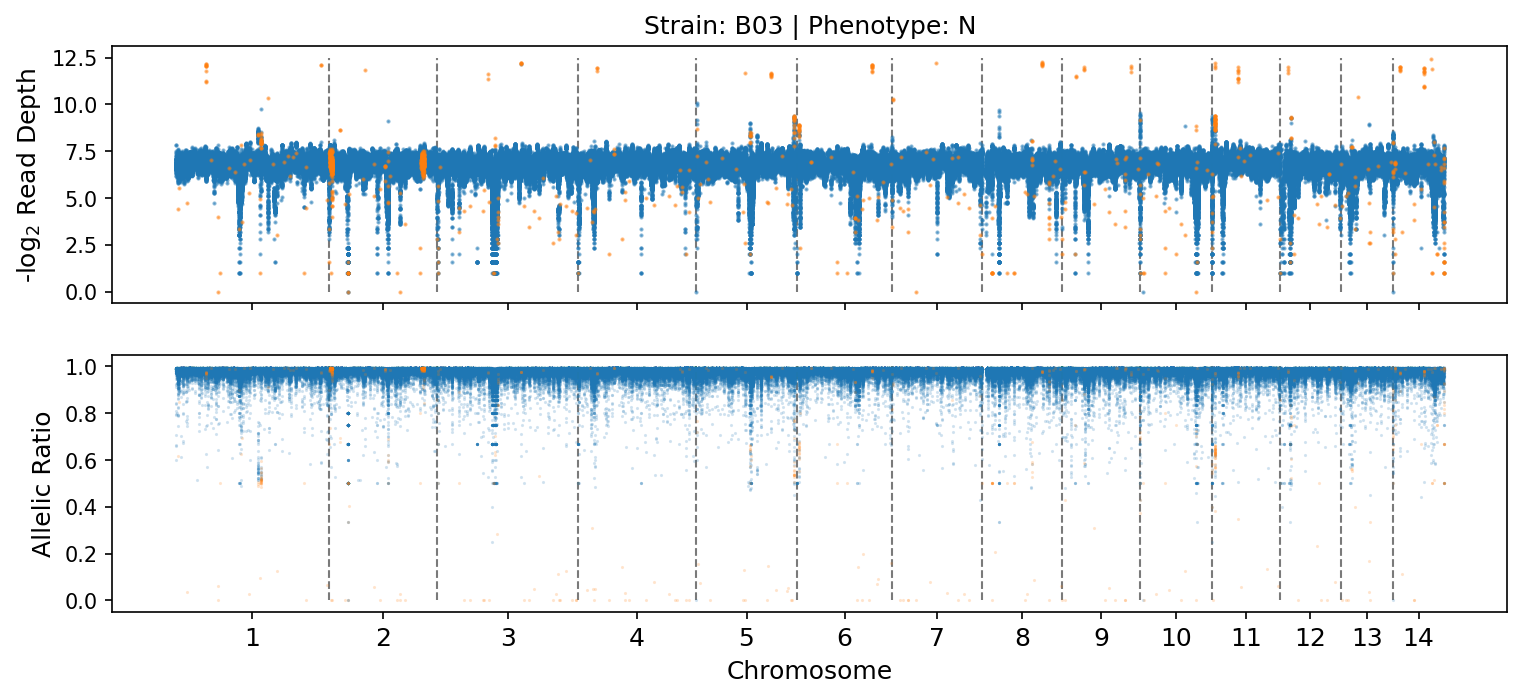 Strain: B03 | Phenotype: N
-log2 Read Depth
12.5
10.0
7.5
5.0
2.5
0.0
Allelic Ratio
1.0
0.8
0.6
0.4
0.2
0.0
1 2 3 4 5 6 7 8 9 10 11 12 13 14
Chromosome